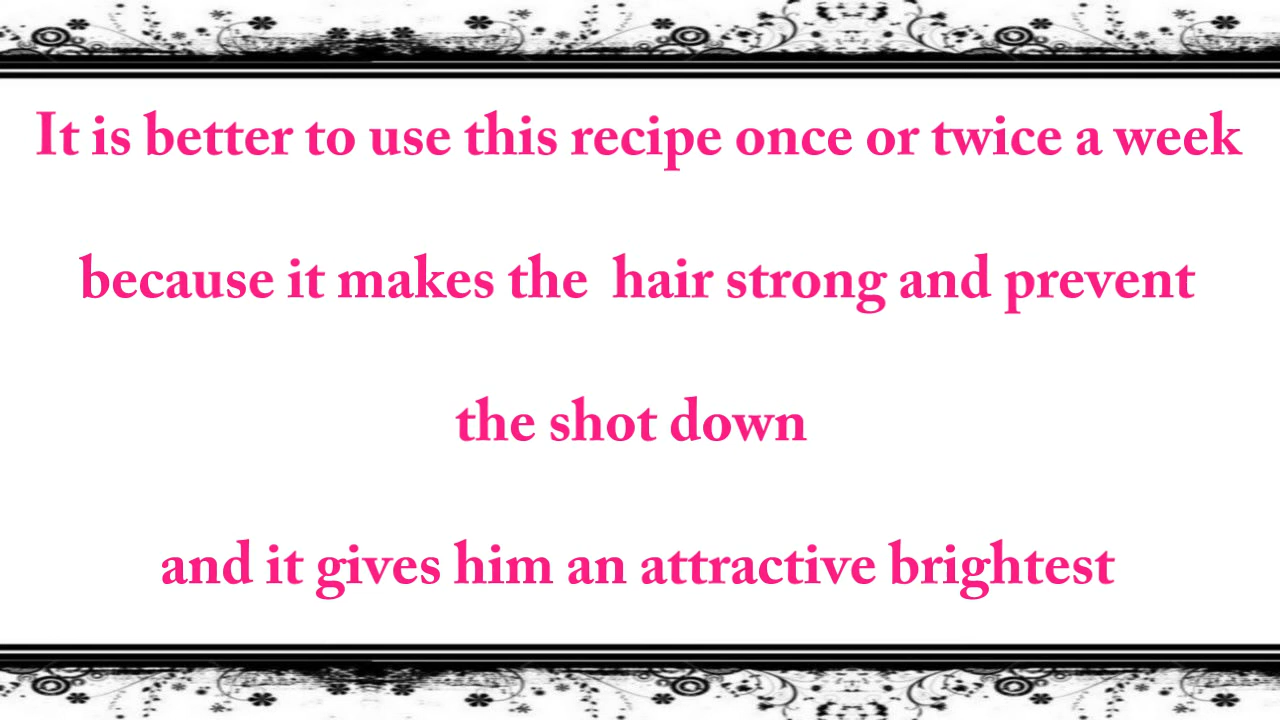 It is better to use this recipe once or twice a week
because it makes the hair strong and prevent
the shot down
and it gives him an attractive brightest